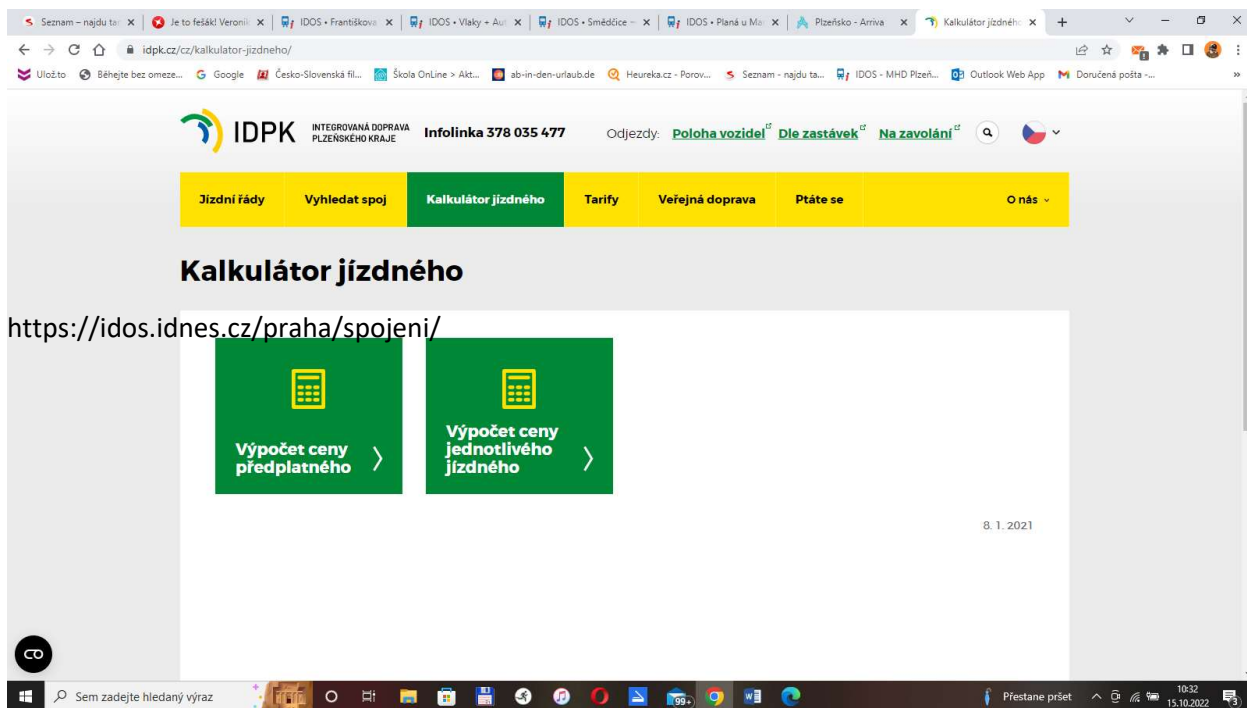 Seznam – najdu ta
Je to fešák! Veroni
IDOS • Františkova
IDOS • Vlaky + Aut
IDOS • Smědčice –
IDOS • Planá u Ma
Plzeňsko - Arriva
Kalkulátor jízdnéh
idpk.cz/cz/kalkulator-jizdneho/
Ulož.to
Běhejte bez omeze...
Google
Česko-Slovenská fil...
Škola OnLine > Akt...
ab-in-den-urlaub.de
Heureka.cz - Porov...
Seznam - najdu ta...
IDOS - MHD Plzeň...
Outlook Web App
Doručená pošta -...
IDPK
INTEGROVANÁ DOPRAVA
PLZEŇSKÉHO KRAJE
Infolinka 378 035 477
Odjezdy: Poloha vozidel Dle zastávek Na zavolání
Jízdní řády
Vyhledat spoj
Kalkulátor jízdného
Tarify
Veřejná doprava
Ptáte se
O nás
Kalkulátor jízdného
https://idos.idnes.cz/praha/spojeni/
Výpočet ceny
předplatného
Výpočet ceny
jednotlivého
jízdného
8. 1. 2021
Sem zadejte hledaný výraz
99+
Přestane pršet
10:32
15.10.2022
3